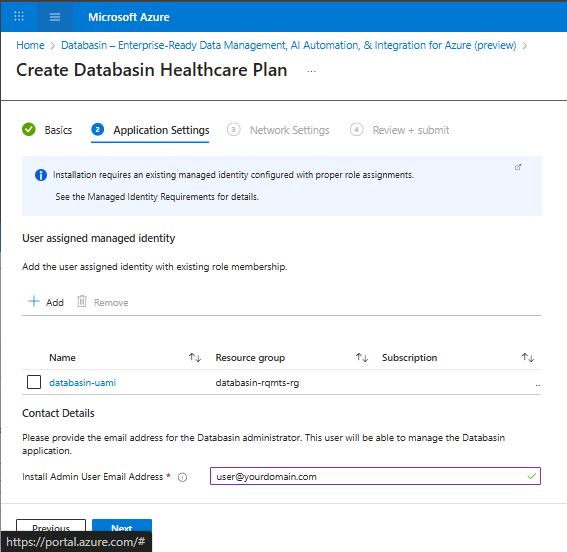 Microsoft Azure
Home > Databasin – Enterprise-Ready Data Management, AI Automation, & Integration for Azure (preview) >
Create Databasin Healthcare Plan ...
Basics 2 Application Settings 3 Network Settings 4 Review + submit
Installation requires an existing managed identity configured with proper role assignments.
See the Managed Identity Requirements for details.
User assigned managed identity
Add the user assigned identity with existing role membership.
+ Add Remove
Name Resource group Subscription
databasin-uami databasin-rqmts-rg ..
Contact Details
Please provide the email address for the Databasin administrator. This user will be able to manage the Databasin
application.
Install Admin User Email Address * user@yourdomain.com
Previous Next
https://portal.azure.com/#